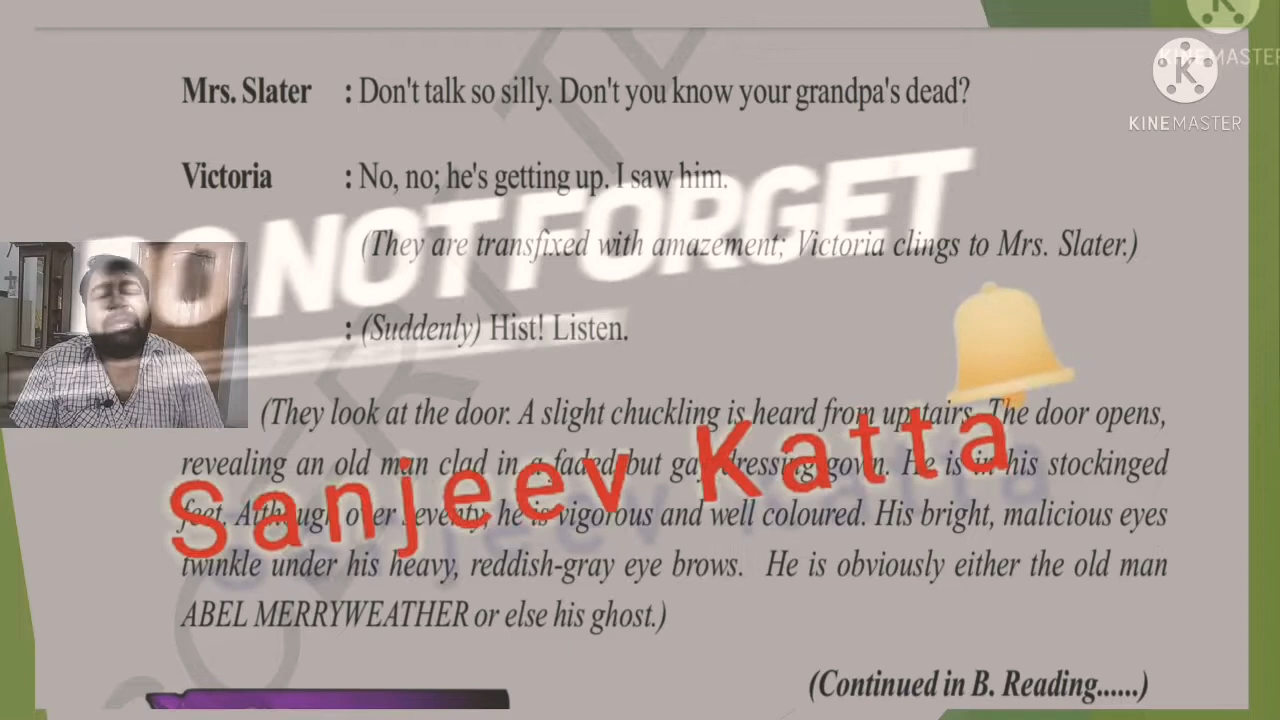 Mrs. Slater : Don't talk so silly. Don't you know your grandpa's dead?
KINEMASTER
KINEMASTER
Victoria : No, no; he's getting up. I saw him.
DO NOT FORGET
(They are transfixed with amazement; Victoria clings to Mrs. Slater.)
: (Suddenly) Hist! Listen.
(They look at the door. A slight chuckling is heard from upstairs. The door opens,
revealing an old man clad in a faded but gay dressing gown. He is in his stockinged
Sanjeev Katta
feet. Although over seventy, he is vigorous and well coloured. His bright, malicious eyes
twinkle under his heavy, reddish-gray eye brows. He is obviously either the old man
ABEL MERRYWEATHER or else his ghost.)
(Continued in B. Reading......)